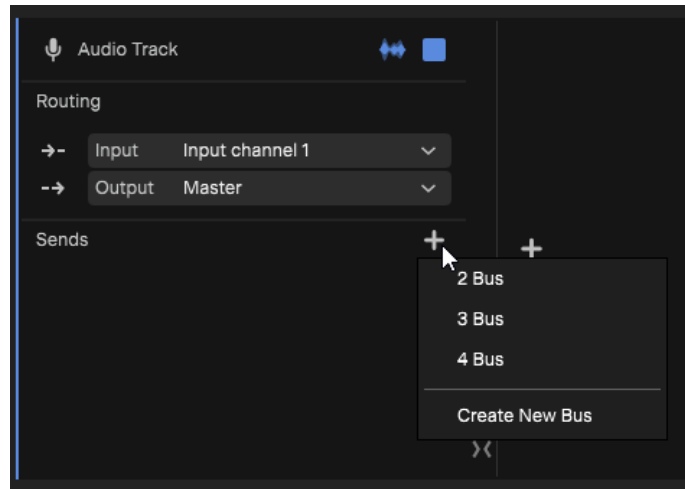 Audio Track
Routing
Input Input channel 1
Output Master
Sends
2 Bus
3 Bus
4 Bus
Create New Bus